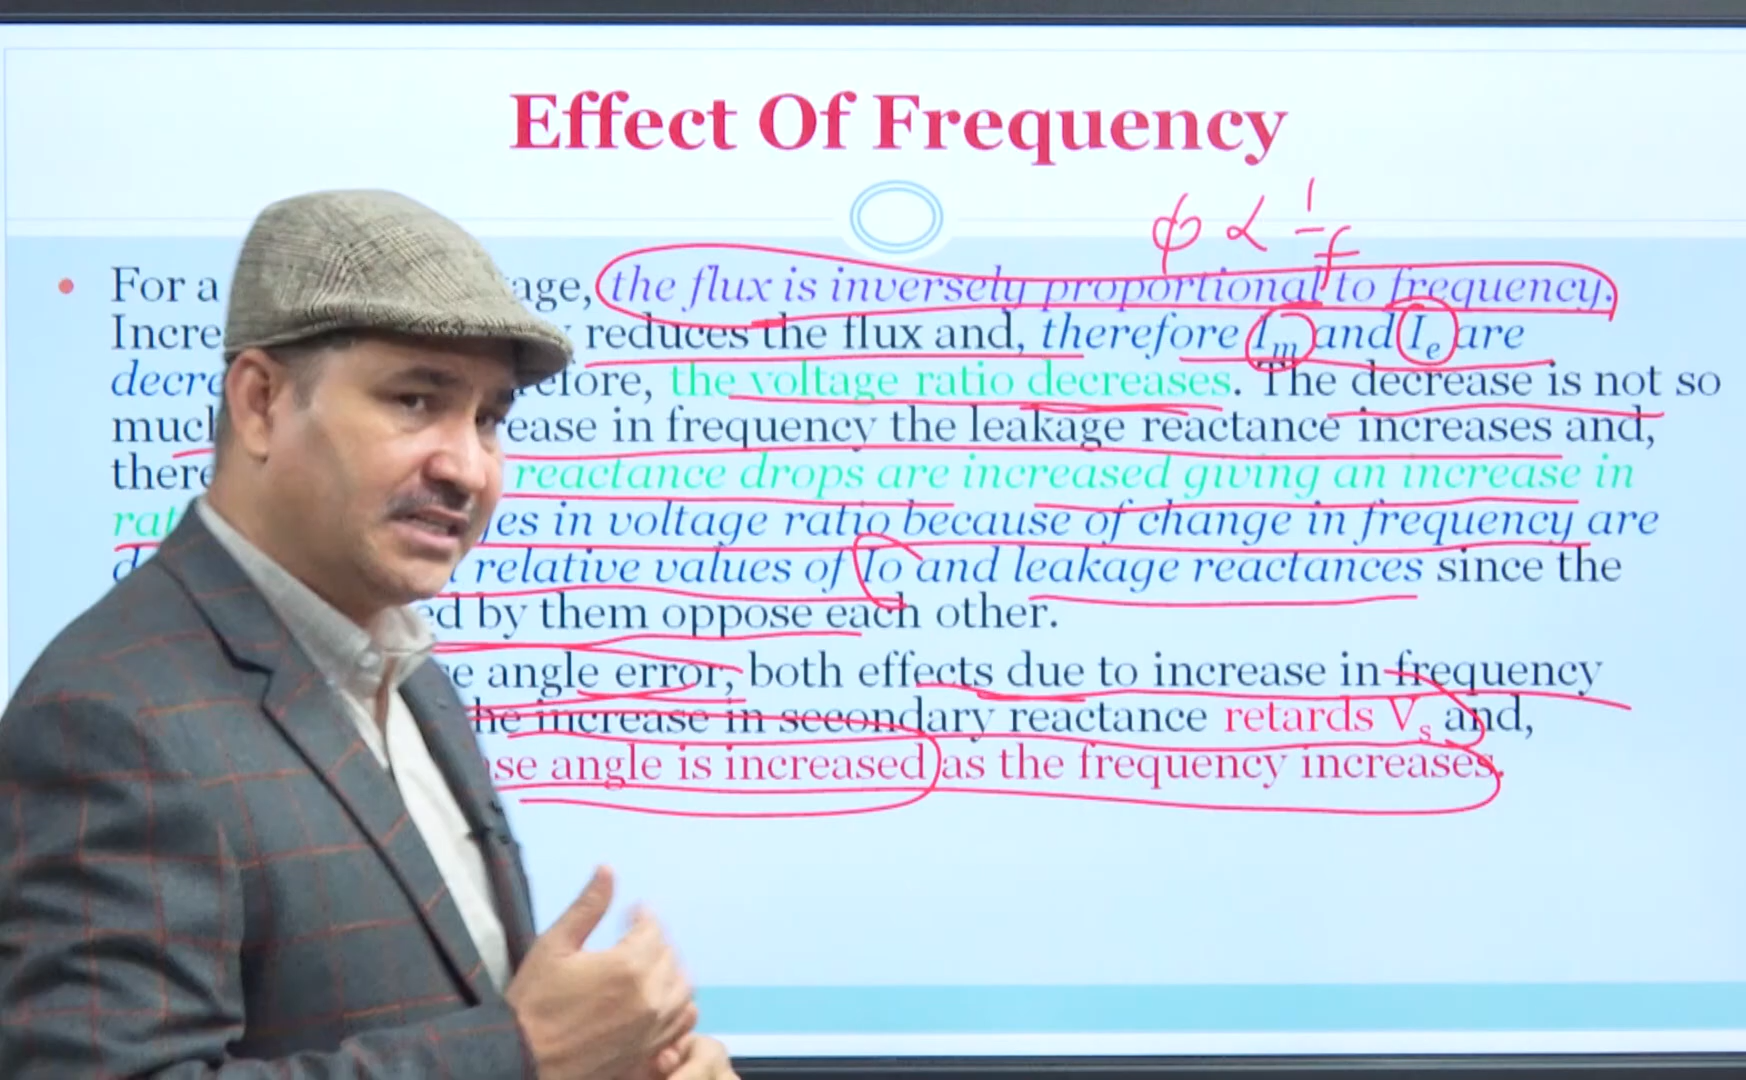 Effect Of Frequency
ϕ ∝ 1/f
For a age, the flux is inversely proportional to frequency.
Incre reduces the flux and, therefore Im and Ie are
decre efore, the voltage ratio decreases. The decrease is not so
much ease in frequency the leakage reactance increases and,
there reactance drops are increased giving an increase in
rat es in voltage ratio because of change in frequency are
d relative values of Io and leakage reactances since the
ed by them oppose each other.
e angle error, both effects due to increase in frequency
he increase in secondary reactance retards Vs and,
se angle is increased as the frequency increases.